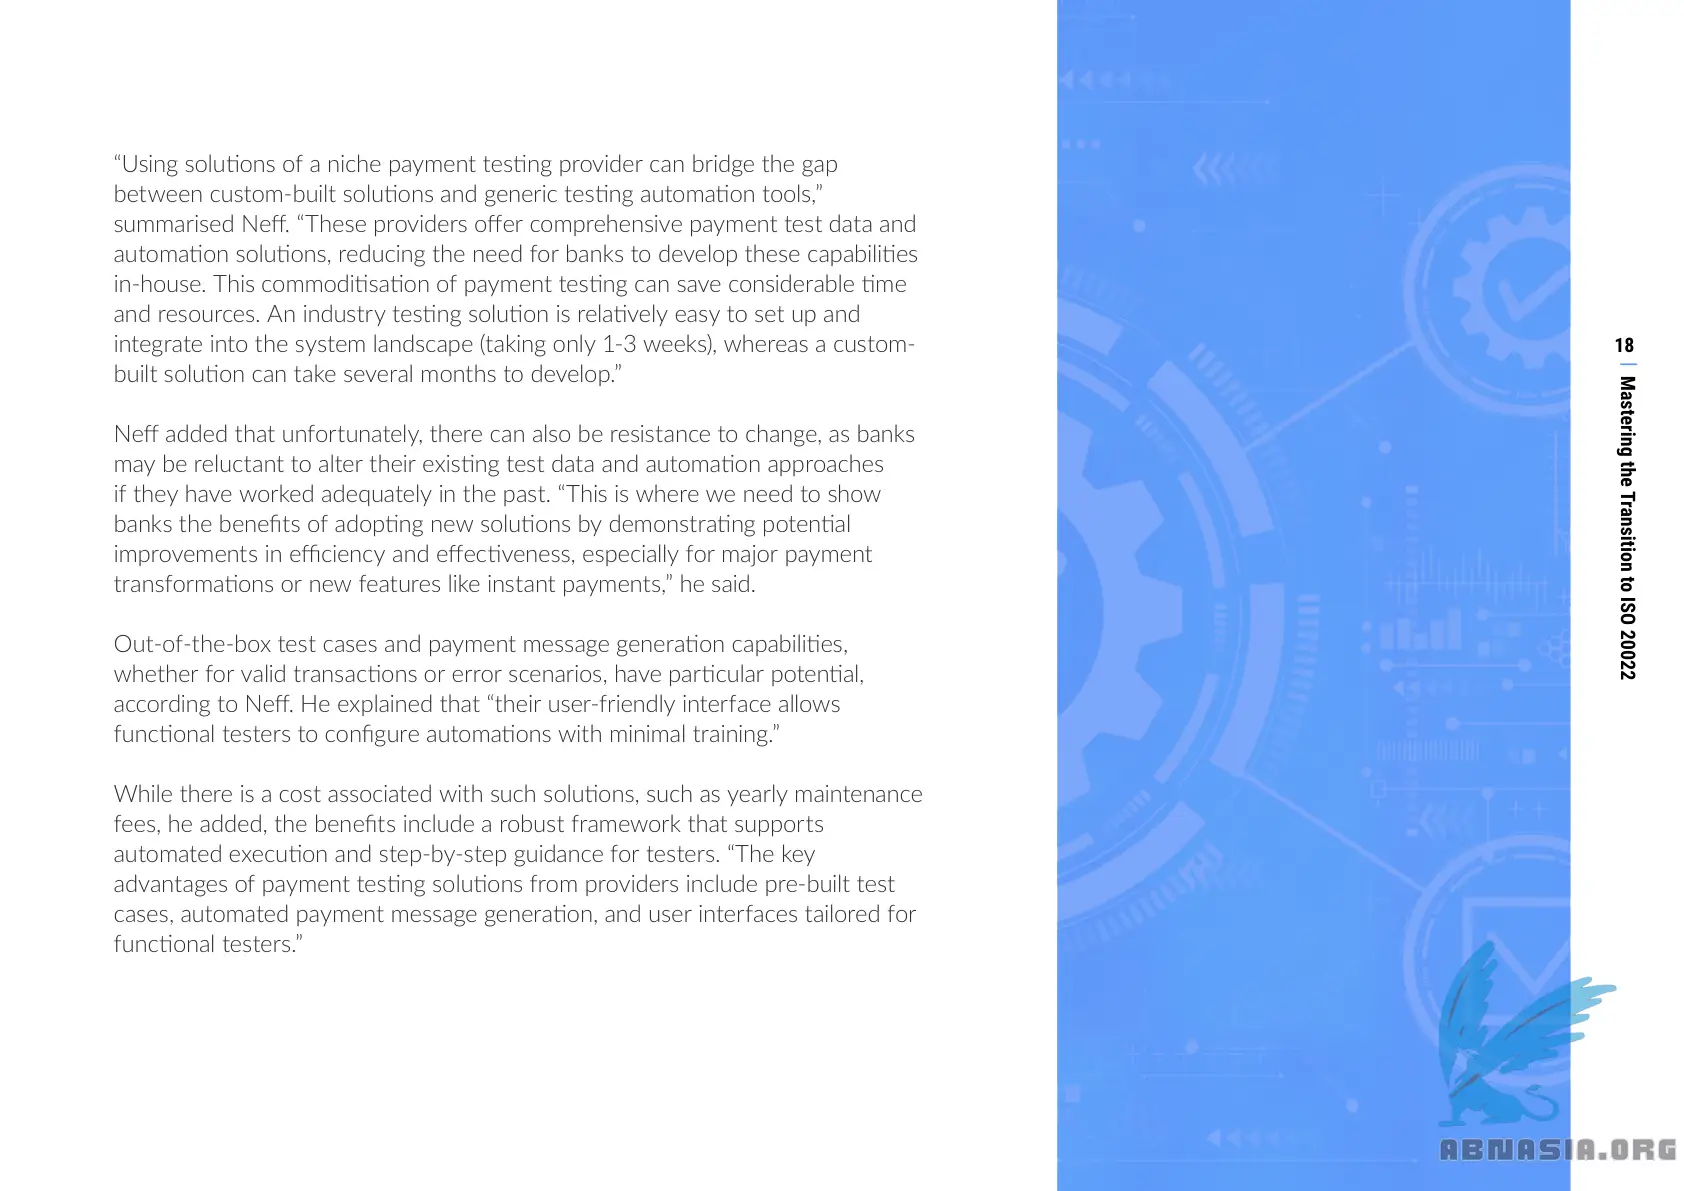 “Using solutions of a niche payment testing provider can bridge the gap
between custom-built solutions and generic testing automation tools,”
summarised Neff. “These providers offer comprehensive payment test data and
automation solutions, reducing the need for banks to develop these capabilities
in-house. This commoditisation of payment testing can save considerable time
and resources. An industry testing solution is relatively easy to set up and
integrate into the system landscape (taking only 1-3 weeks), whereas a custom-
built solution can take several months to develop.”
Neff added that unfortunately, there can also be resistance to change, as banks
may be reluctant to alter their existing test data and automation approaches
if they have worked adequately in the past. “This is where we need to show
banks the benefits of adopting new solutions by demonstrating potential
improvements in efficiency and effectiveness, especially for major payment
transformations or new features like instant payments,” he said.
Out-of-the-box test cases and payment message generation capabilities,
whether for valid transactions or error scenarios, have particular potential,
according to Neff. He explained that “their user-friendly interface allows
functional testers to configure automations with minimal training.”
While there is a cost associated with such solutions, such as yearly maintenance
fees, he added, the benefits include a robust framework that supports
automated execution and step-by-step guidance for testers. “The key
advantages of payment testing solutions from providers include pre-built test
cases, automated payment message generation, and user interfaces tailored for
functional testers.”
18
Mastering the Transition to ISO 20022
ABNASIA.ORG